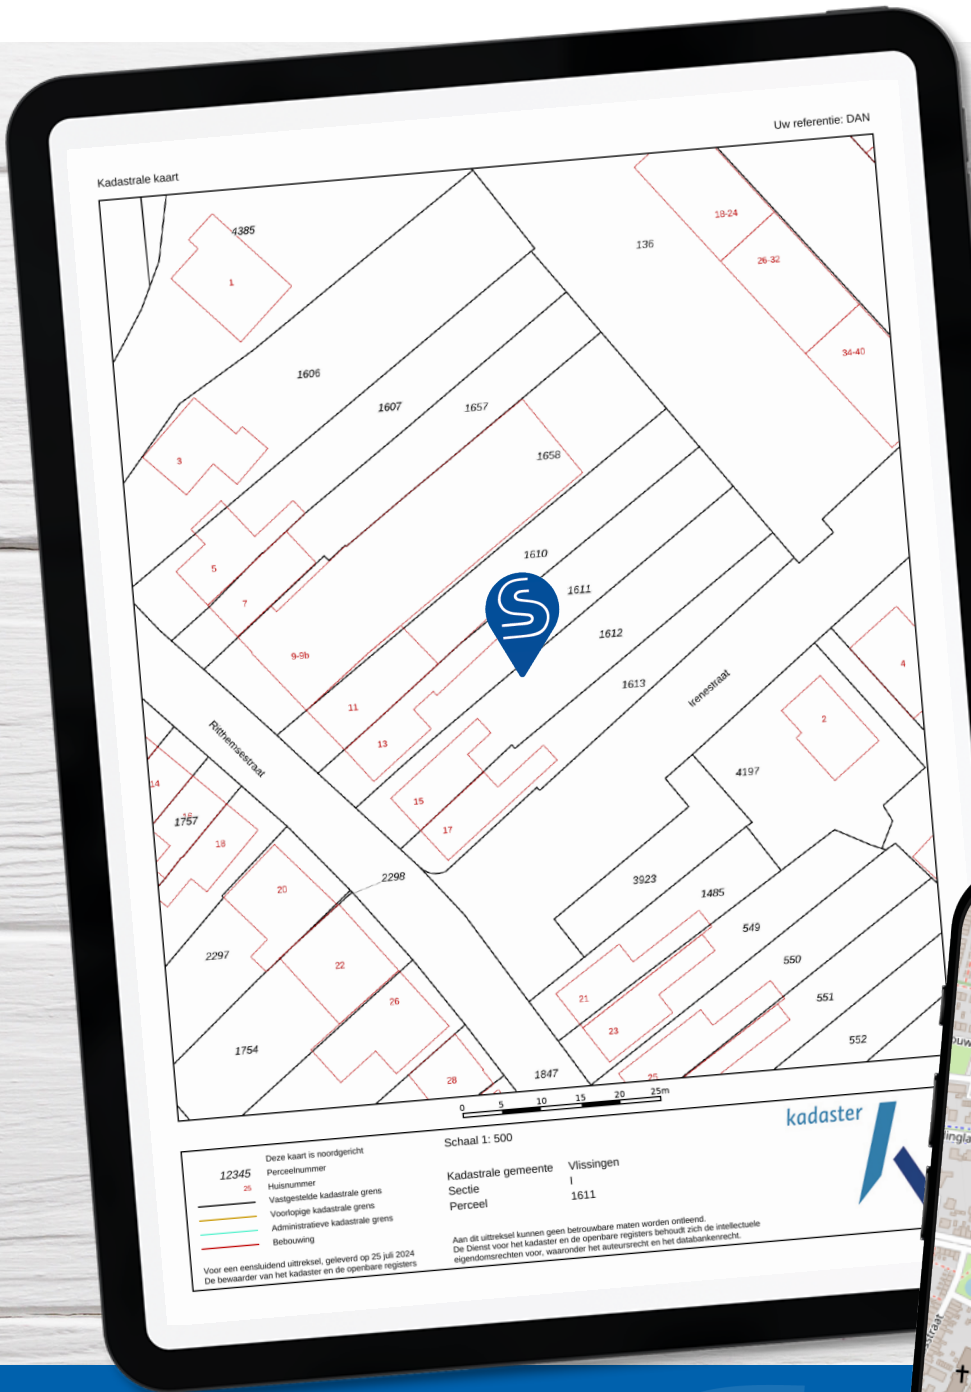 Uw referentie: DAN
Kadastrale kaart
4385
136
18-24
26-32
34-40
1
1606
1607
1657
1658
3
5
7
9-9b
1610
1611
1612
1613
11
13
15
17
Irenestraat
4
2
4197
Ritthemsestraat
14
1757
18
20
2298
2297
22
26
1754
28
1847
3923
1485
549
550
551
552
21
23
25
0 5 10 15 20 25m
Schaal 1: 500
kadaster
Deze kaart is noordgericht
12345 Perceelnummer
25 Huisnummer
Vastgestelde kadastrale grens
Voorlopige kadastrale grens
Administratieve kadastrale grens
Bebouwing
Kadastrale gemeente Vlissingen
Sectie I
Perceel 1611
Voor een eensluidend uittreksel, geleverd op 25 juli 2024
De bewaarder van het kadaster en de openbare registers
Aan dit uittreksel kunnen geen betrouwbare maten worden ontleend.
De Dienst voor het kadaster en de openbare registers behoudt zich de intellectuele
eigendomsrechten voor, waaronder het auteursrecht en het databankenrecht.